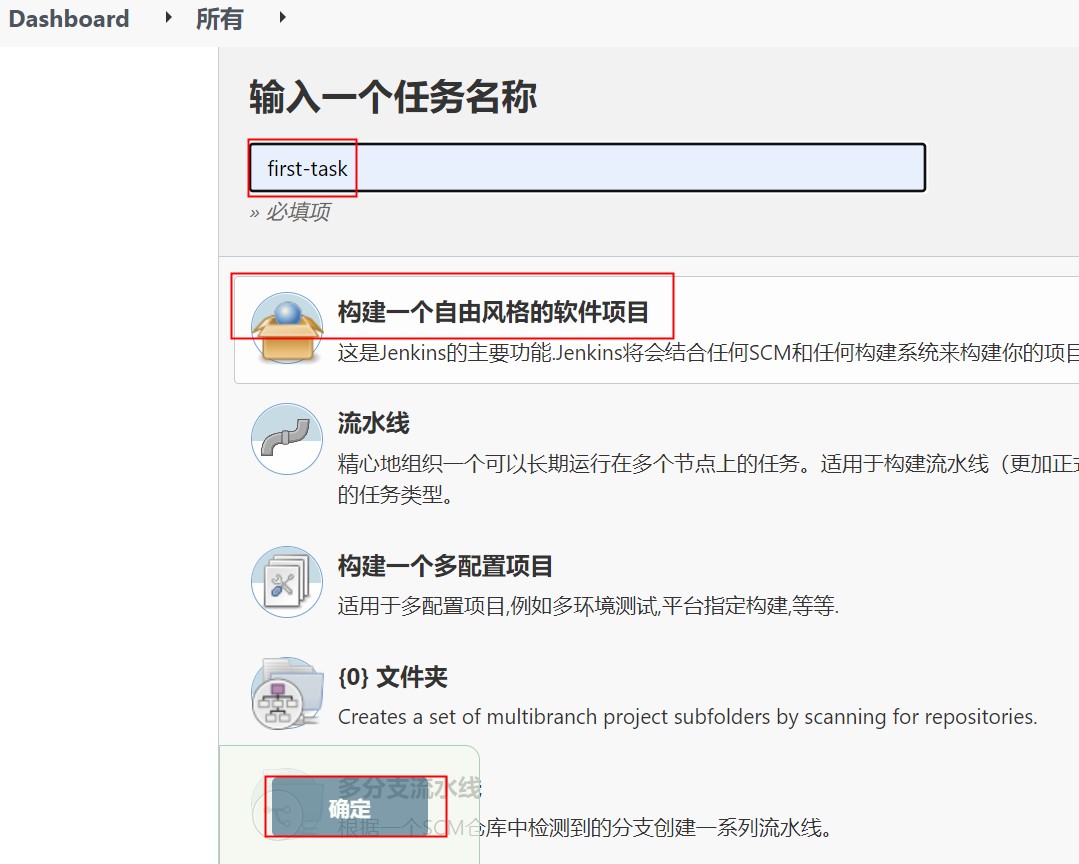 Dashboard 所有
输入一个任务名称
first-task
» 必填项
构建一个自由风格的软件项目
这是Jenkins的主要功能.Jenkins将会结合任何SCM和任何构建系统来构建你的项目
流水线
精心地组织一个可以长期运行在多个节点上的任务。适用于构建流水线（更加正式
的任务类型。
构建一个多配置项目
适用于多配置项目,例如多环境测试,平台指定构建,等等.
{0} 文件夹
Creates a set of multibranch project subfolders by scanning for repositories.
多分支流水线
确定
根据一个SCM仓库中检测到的分支创建一系列流水线。